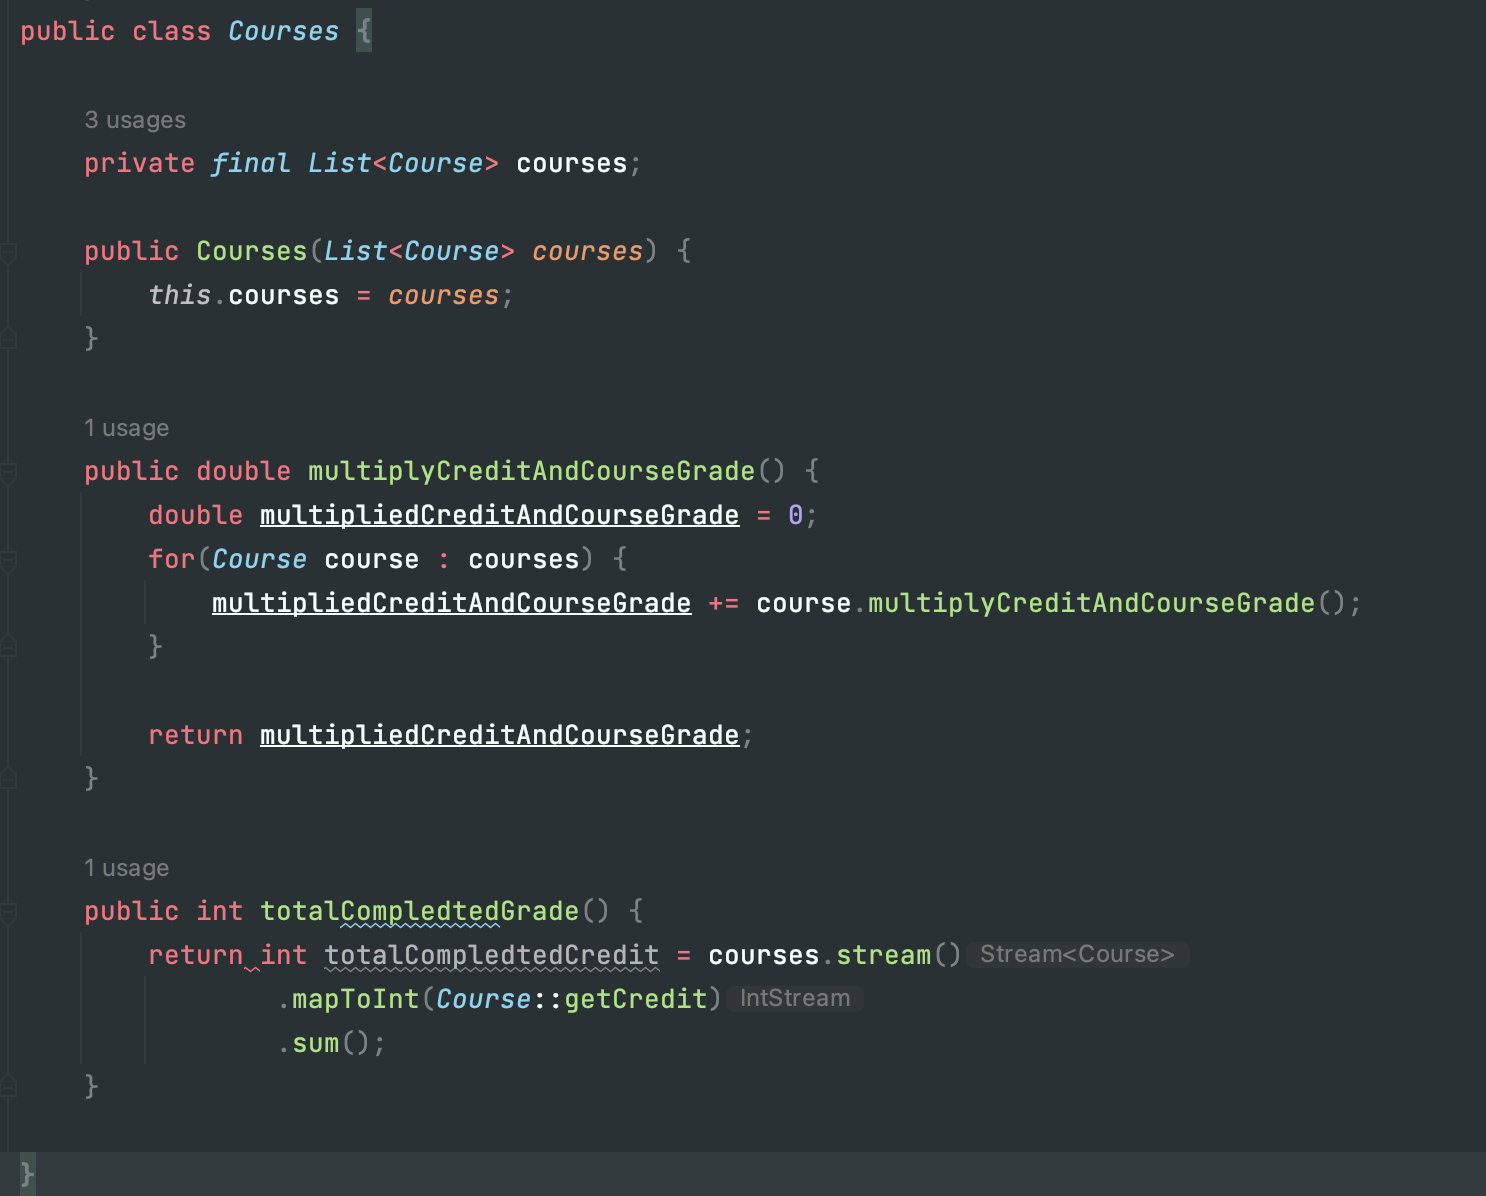 public class Courses {
3 usages
private final List<Course> courses;
public Courses(List<Course> courses) {
this.courses = courses;
}
1 usage
public double multiplyCreditAndCourseGrade() {
double multipliedCreditAndCourseGrade = 0;
for(Course course : courses) {
multipliedCreditAndCourseGrade += course.multiplyCreditAndCourseGrade();
}
return multipliedCreditAndCourseGrade;
}
1 usage
public int totalCompledtedGrade() {
return int totalCompledtedCredit = courses.stream() Stream<Course>
.mapToInt(Course::getCredit) IntStream
.sum();
}
}